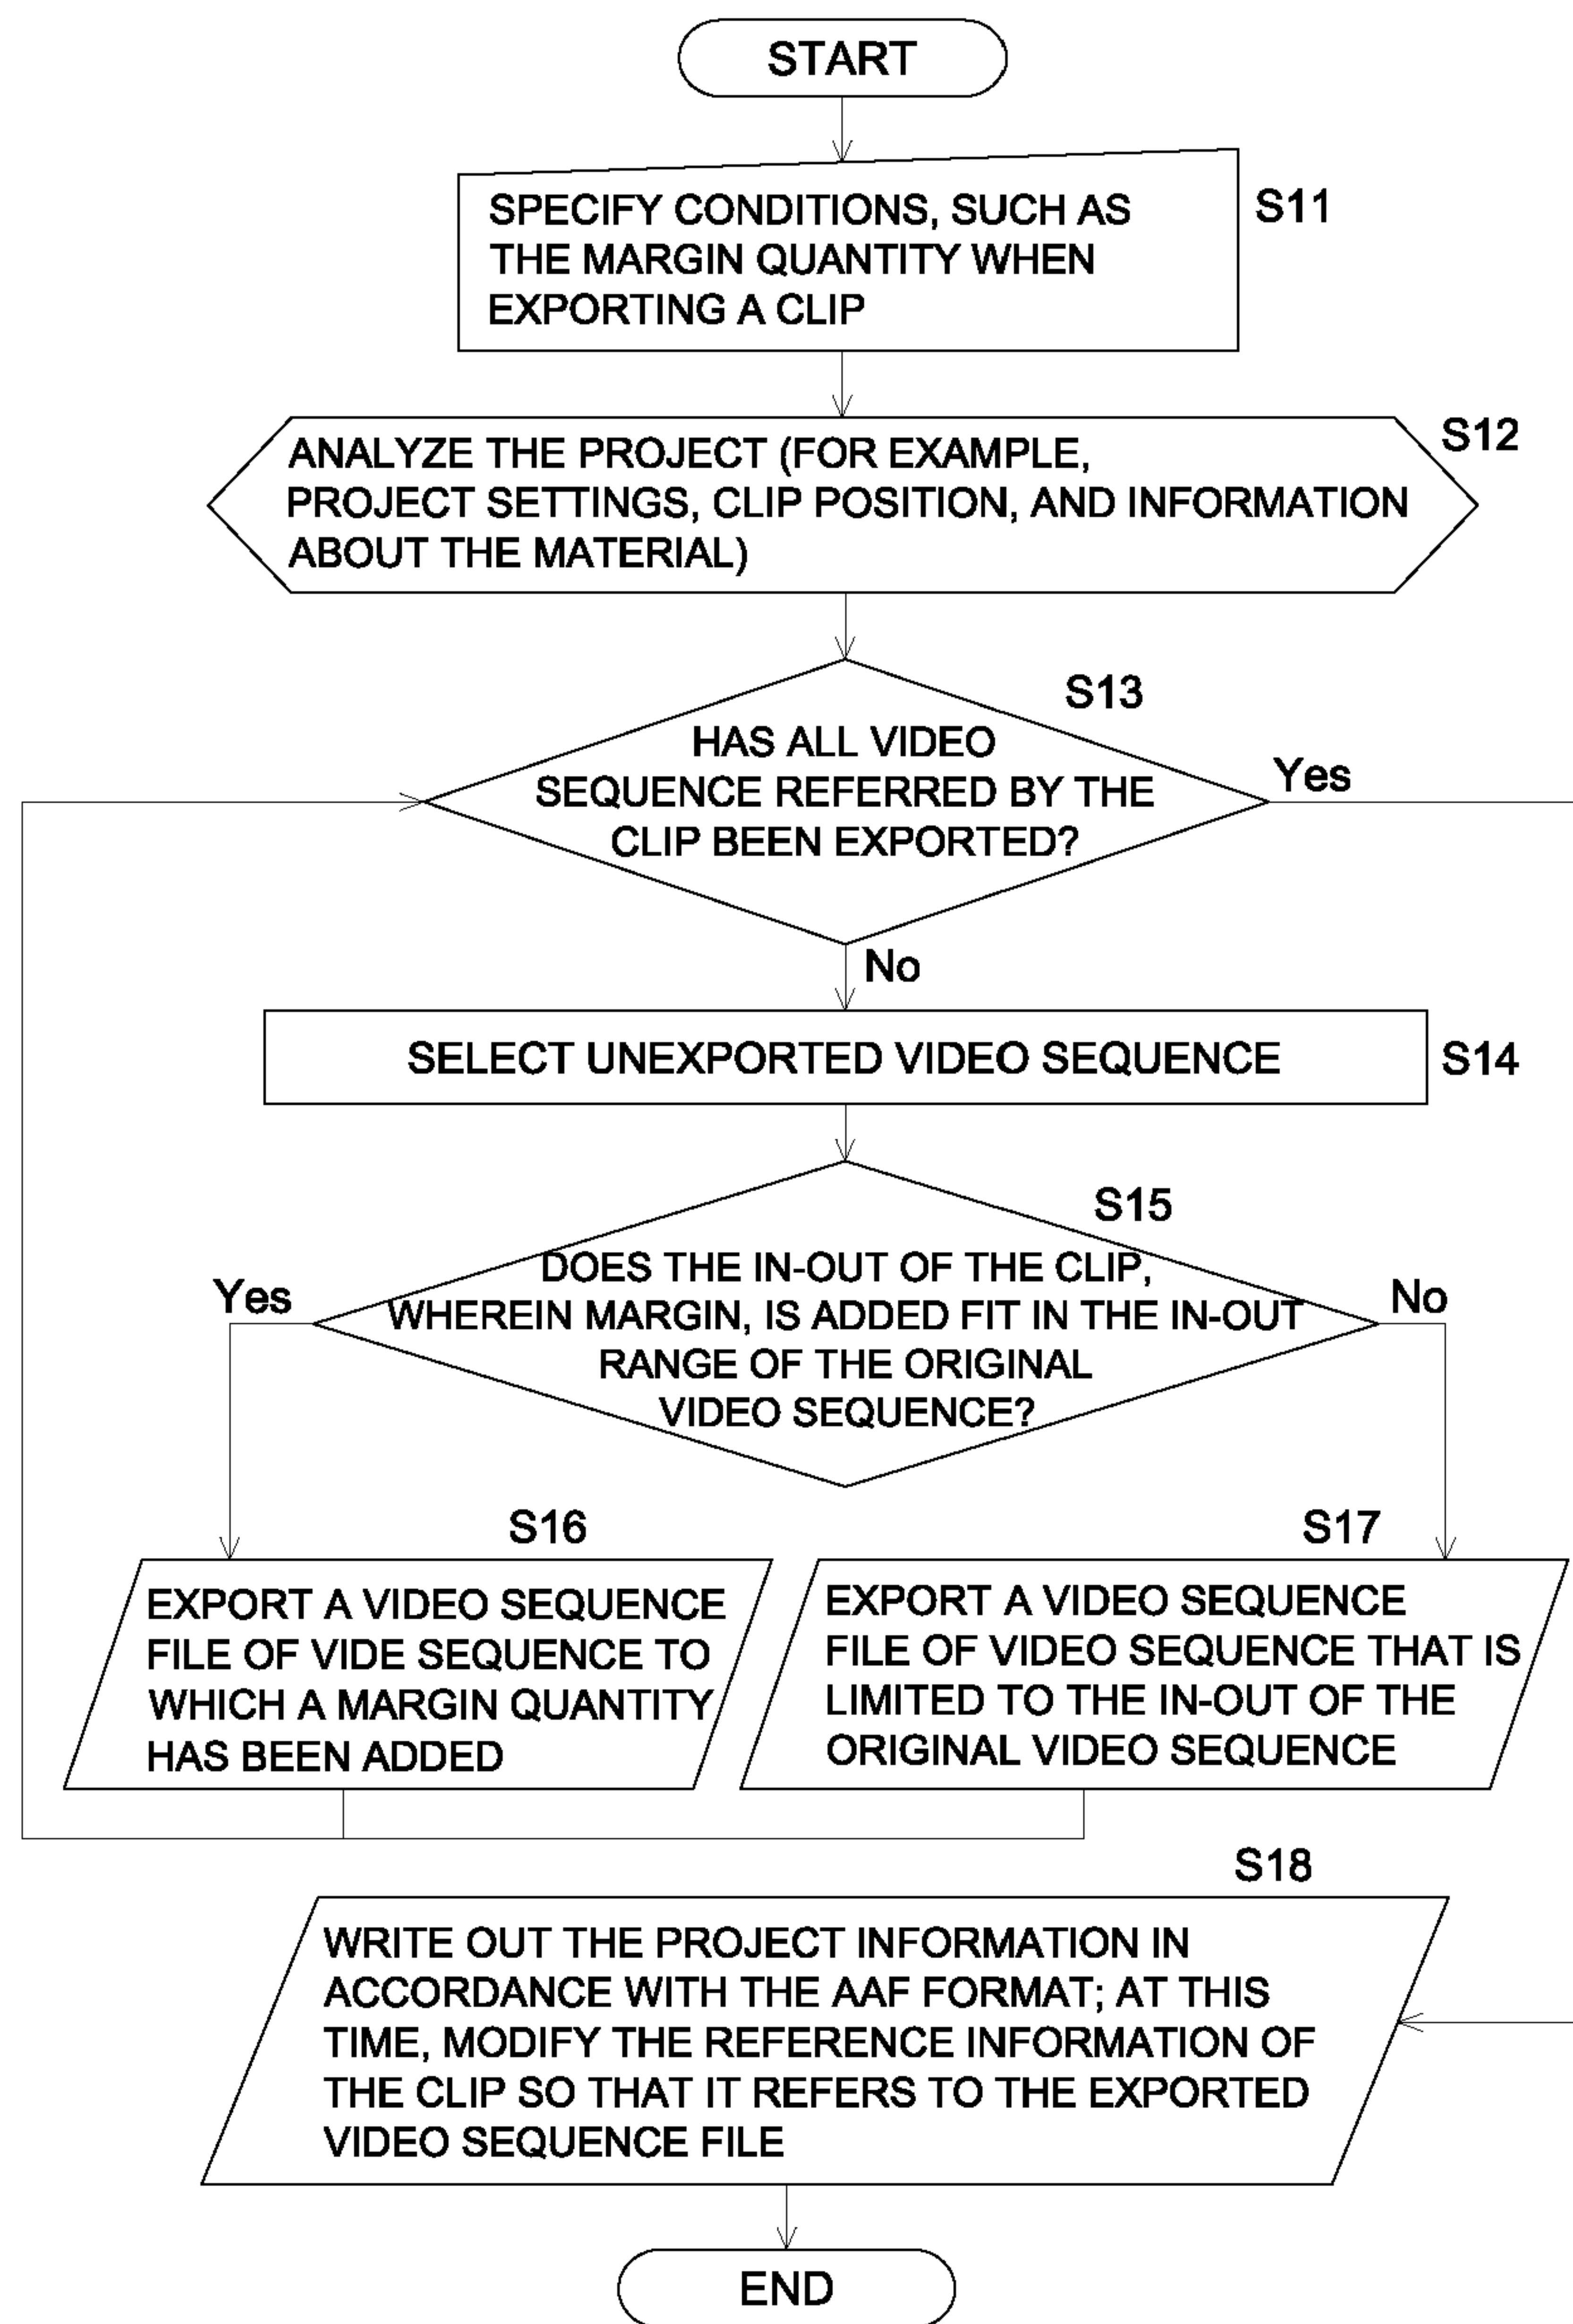 START
SPECIFY CONDITIONS, SUCH AS
THE MARGIN QUANTITY WHEN
EXPORTING A CLIP
S11
ANALYZE THE PROJECT (FOR EXAMPLE,
PROJECT SETTINGS, CLIP POSITION, AND INFORMATION
ABOUT THE MATERIAL)
S12
S13
HAS ALL VIDEO
SEQUENCE REFERRED BY THE
CLIP BEEN EXPORTED?
Yes
No
SELECT UNEXPORTED VIDEO SEQUENCE
S14
S15
DOES THE IN-OUT OF THE CLIP,
WHEREIN MARGIN, IS ADDED FIT IN THE IN-OUT
RANGE OF THE ORIGINAL
VIDEO SEQUENCE?
Yes
No
S16
EXPORT A VIDEO SEQUENCE
FILE OF VIDE SEQUENCE TO
WHICH A MARGIN QUANTITY
HAS BEEN ADDED
S17
EXPORT A VIDEO SEQUENCE
FILE OF VIDEO SEQUENCE THAT IS
LIMITED TO THE IN-OUT OF THE
ORIGINAL VIDEO SEQUENCE
S18
WRITE OUT THE PROJECT INFORMATION IN
ACCORDANCE WITH THE AAF FORMAT; AT THIS
TIME, MODIFY THE REFERENCE INFORMATION OF
THE CLIP SO THAT IT REFERS TO THE EXPORTED
VIDEO SEQUENCE FILE
END